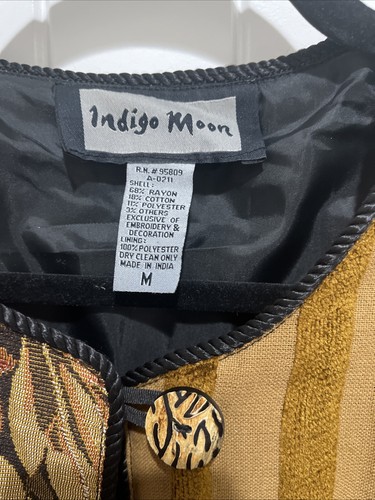 Indigo Moon
R.N. # 95809
A-0211
SHELL:
68% RAYON
18% COTTON
11% POLYESTER
3% OTHERS
EXCLUSIVE OF
EMBROIDERY &
DECORATION
LINING:
100% POLYESTER
DRY CLEAN ONLY
MADE IN INDIA
M